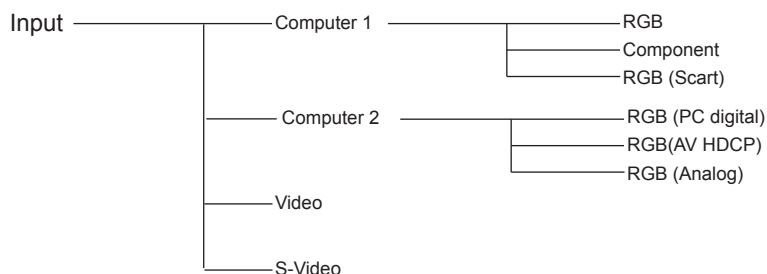 Input
Computer 1
RGB
Component
RGB (Scart)
Computer 2
RGB (PC digital)
RGB(AV HDCP)
RGB (Analog)
Video
S-Video